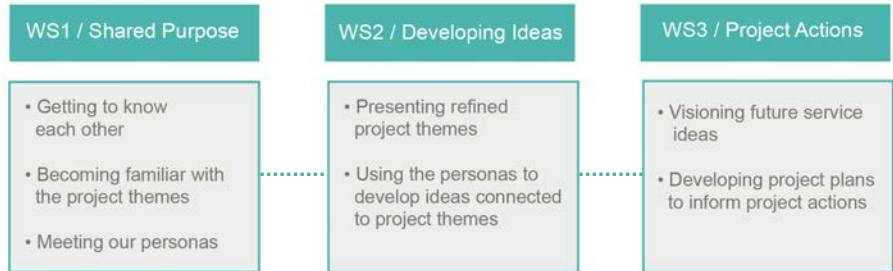 WS1 / Shared Purpose
• Getting to know
each other
• Becoming familiar with
the project themes
• Meeting our personas
WS2 / Developing Ideas
• Presenting refined
project themes
• Using the personas to
develop ideas connected
to project themes
WS3 / Project Actions
• Visioning future service
ideas
• Developing project plans
to inform project actions